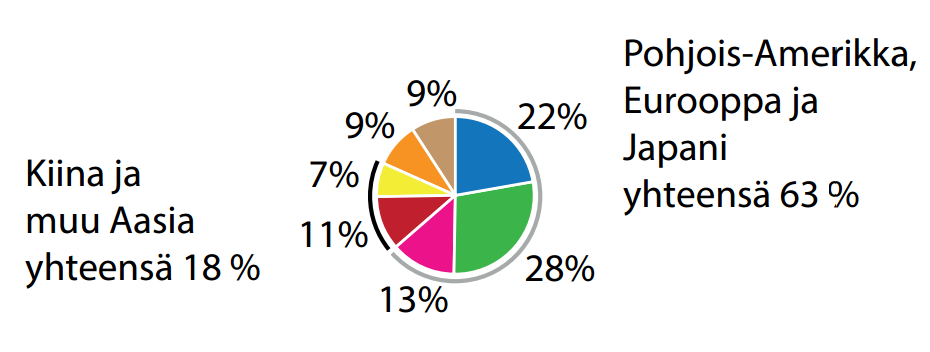 Pohjois-Amerikka,
Eurooppa ja
Japani
yhteensä 63 %
9%
22%
9%
7%
11%
28%
13%
Kiina ja
muu Aasia
yhteensä 18 %